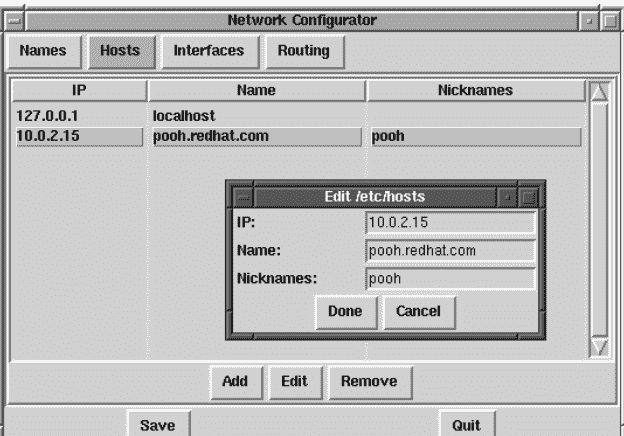 Network Configurator
Names Hosts Interfaces Routing
IP Name Nicknames
127.0.0.1 localhost
10.0.2.15 pooh.redhat.com pooh
Edit /etc/hosts
IP: 10.0.2.15
Name: pooh.redhat.com
Nicknames: pooh
Done Cancel
Add Edit Remove
Save Quit